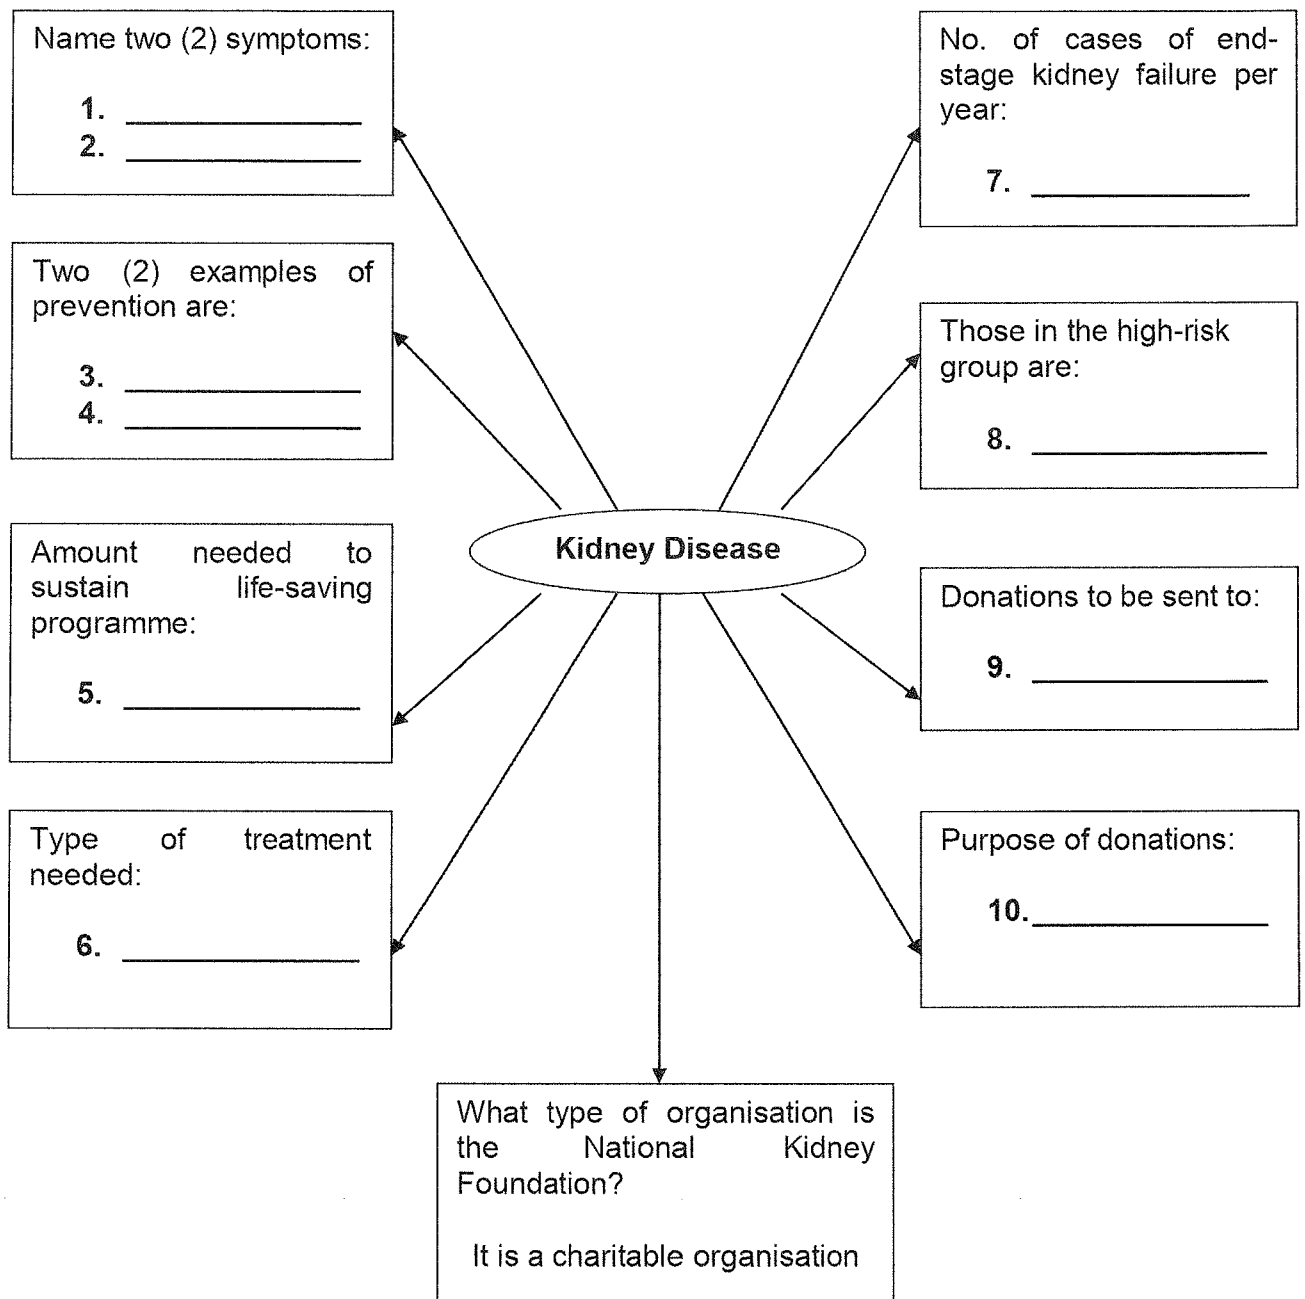 Name two (2) symptoms:
1. ____________
2. ____________
Two (2) examples of
prevention are:
3. ____________
4. ____________
Amount needed to
sustain life-saving
programme:
5. ____________
Type of treatment
needed:
6. ____________
Kidney Disease
No. of cases of end-
stage kidney failure per
year:
7. ____________
Those in the high-risk
group are:
8. ____________
Donations to be sent to:
9. ____________
Purpose of donations:
10. ____________
What type of organisation is
the National Kidney
Foundation?
It is a charitable organisation